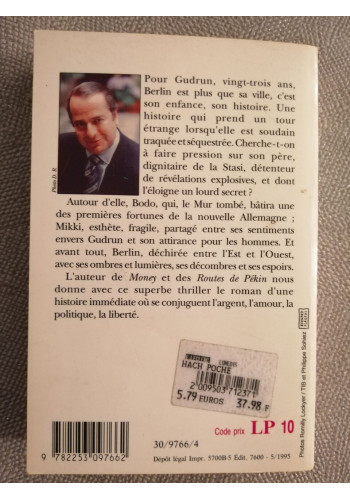 Pour Gudrun, vingt-trois ans,
Berlin est plus que sa ville, c'est
son enfance, son histoire. Une
histoire qui prend un tour
étrange lorsqu'elle est soudain
traquée et séquestrée. Cherche-t-on
à faire pression sur son père,
dignitaire de la Stasi, détenteur
de révélations explosives, et dont
l'éloigne un lourd secret ?
Photo D. R
Autour d'elle, Bodo, qui, le Mur tombé, bâtira une
des premières fortunes de la nouvelle Allemagne ;
Mikki, esthète, fragile, partagé entre ses sentiments
envers Gudrun et son attirance pour les hommes. Et
avant tout, Berlin, déchirée entre l'Est et l'Ouest,
avec ses ombres et lumières, ses décombres et ses espoirs.
L'auteur de Money et des Routes de Pékin nous
donne avec ce superbe thriller le roman d'une
histoire immédiate où se conjuguent l'argent, l'amour, la
politique, la liberté.
HACH POCHE
2 009503 712371
5.79 EUROS 37.98 F
Code prix LP 10
30/9766/4
9 782253 097662
Dépôt légal Impr. 5700B-5 Édit. 7600 - 5/1995